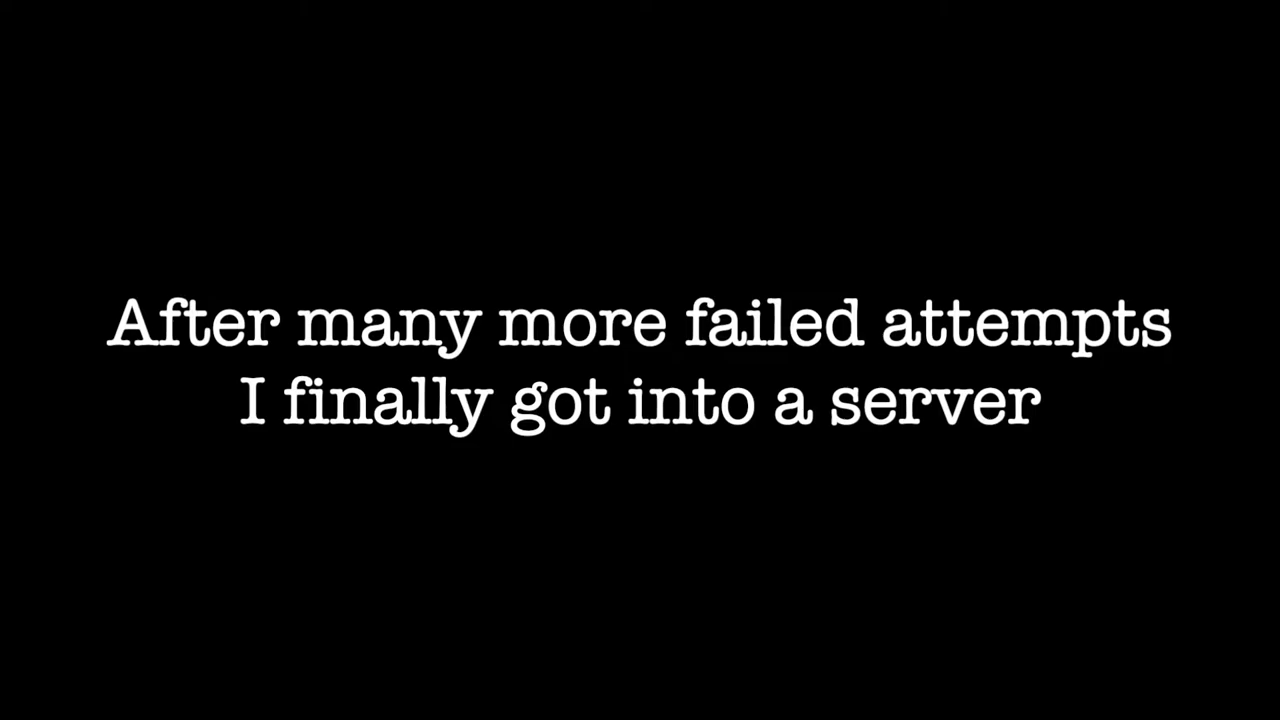 After many more failed attempts
I finally got into a server